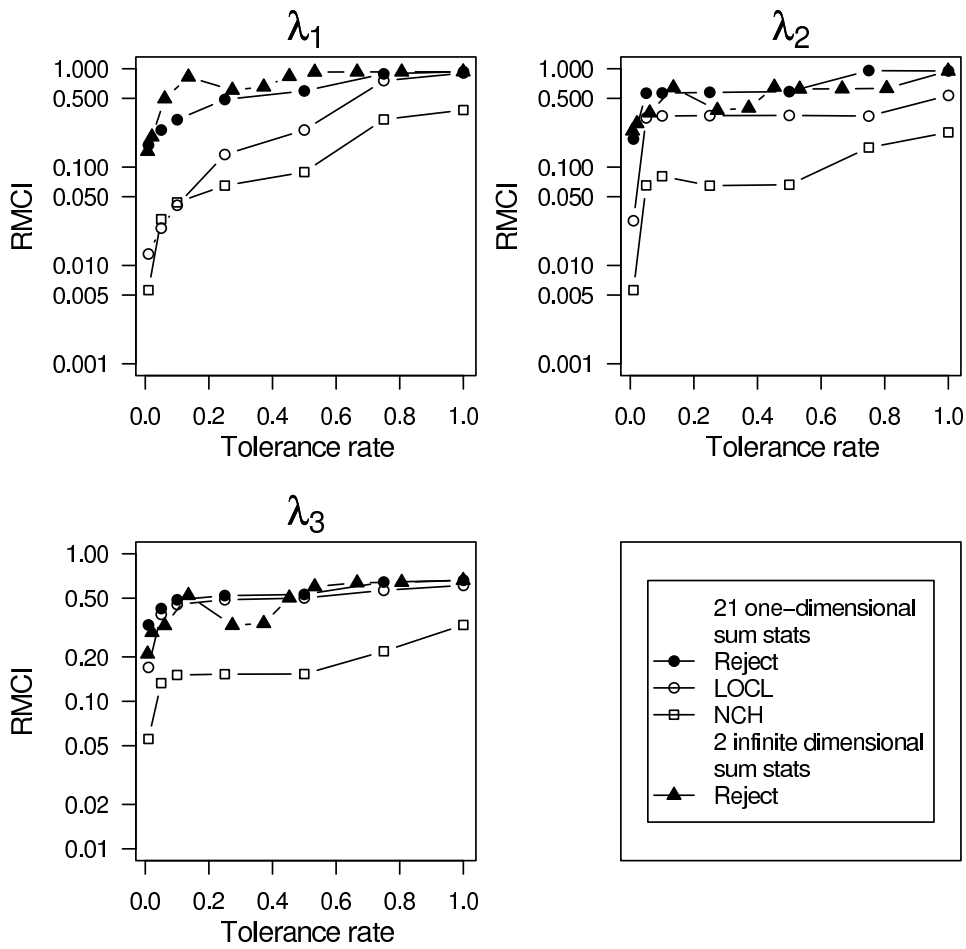 λ1
RMCI
1.000
0.500
0.100
0.050
0.010
0.005
0.001
0.0 0.2 0.4 0.6 0.8 1.0
Tolerance rate
λ2
RMCI
1.000
0.500
0.100
0.050
0.010
0.005
0.001
0.0 0.2 0.4 0.6 0.8 1.0
Tolerance rate
λ3
RMCI
1.00
0.50
0.20
0.10
0.05
0.02
0.01
0.0 0.2 0.4 0.6 0.8 1.0
Tolerance rate
21 one−dimensional
sum stats
Reject
LOCL
NCH
2 infinite dimensional
sum stats
Reject